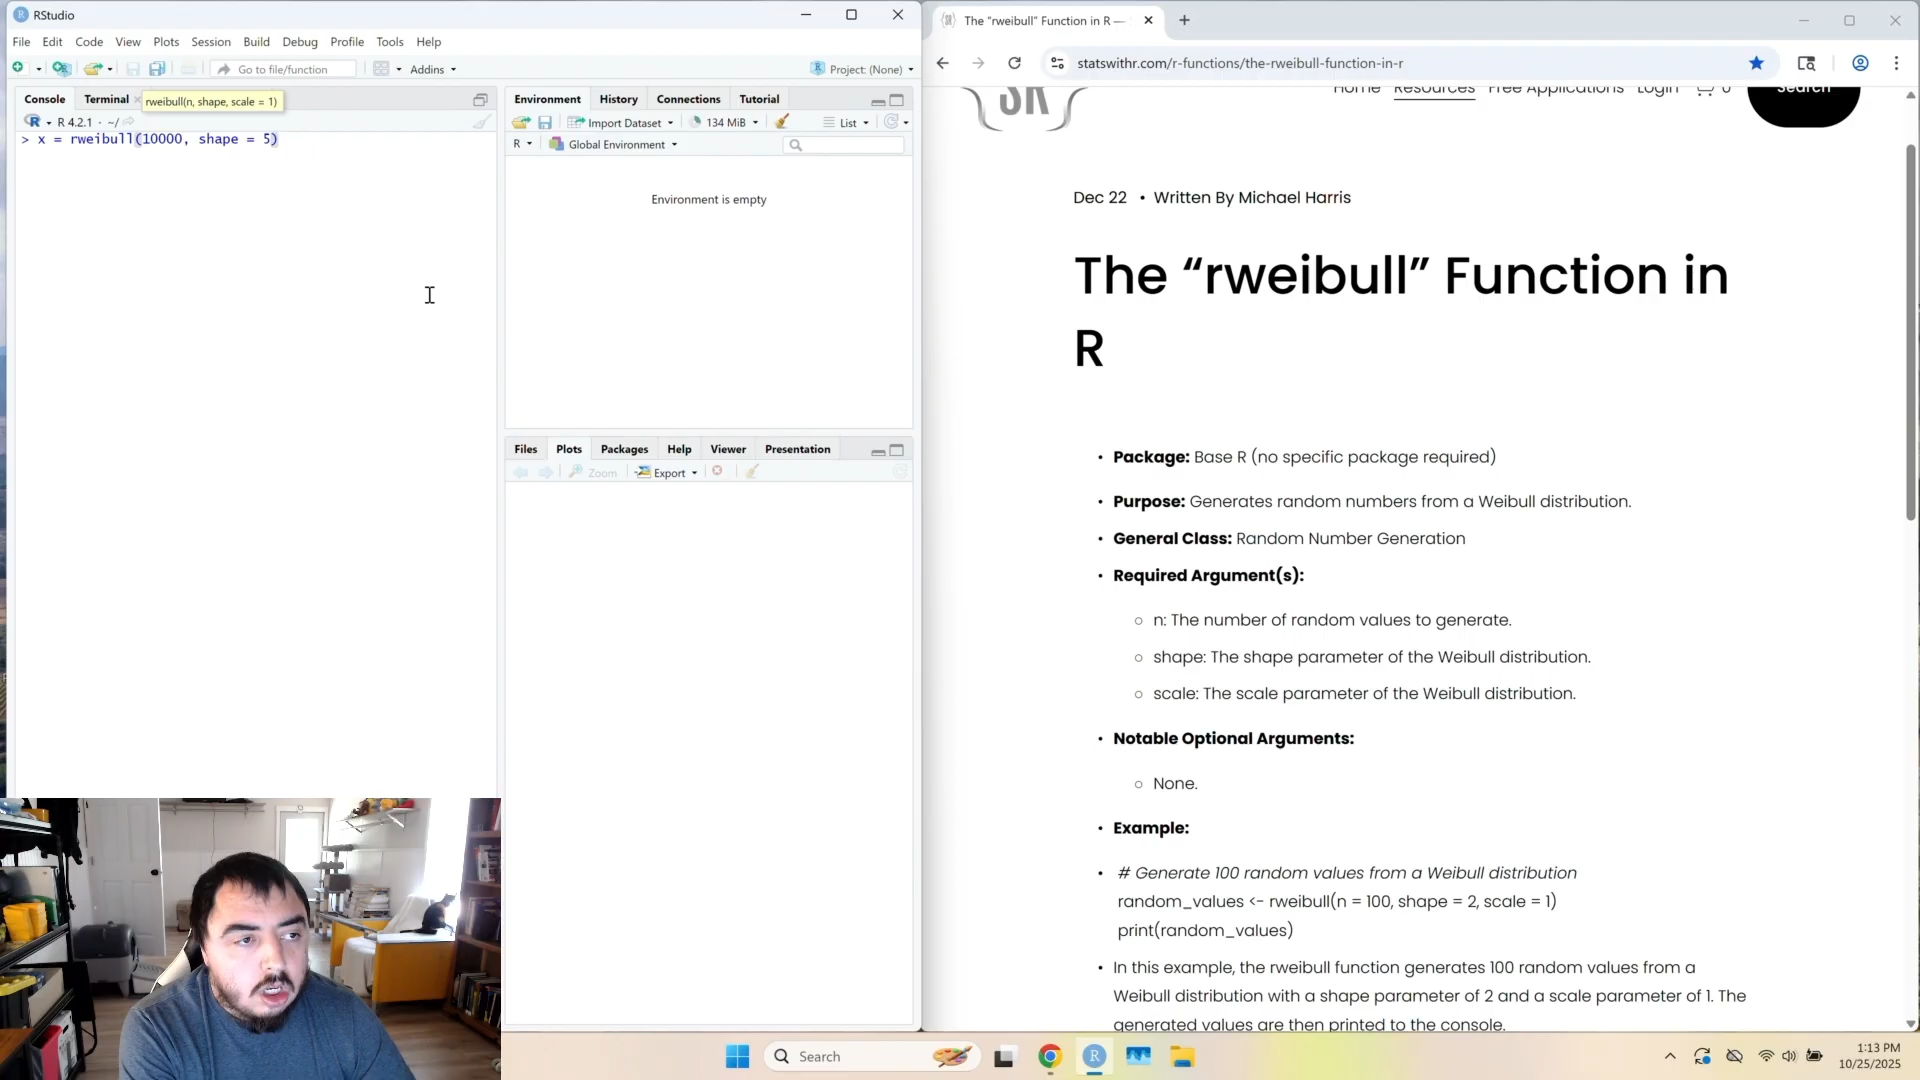 RStudio
File Edit Code View Plots Session Build Debug Profile Tools Help
Go to file/function
Addins
Project: (None)
Console
Terminal
rweibull(n, shape, scale = 1)
R 4.2.1 · ~/
> x = rweibull(10000, shape = 5)
Environment
History
Connections
Tutorial
Import Dataset
134 MiB
List
R
Global Environment
Environment is empty
Files
Plots
Packages
Help
Viewer
Presentation
Zoom
Export
The "rweibull" Function in R —
statswithr.com/r-functions/the-rweibull-function-in-r
SR
Home Resources Free Applications Login 0 Search
Dec 22 • Written By Michael Harris
The “rweibull” Function in
R
• Package: Base R (no specific package required)
• Purpose: Generates random numbers from a Weibull distribution.
• General Class: Random Number Generation
• Required Argument(s):
○ n: The number of random values to generate.
○ shape: The shape parameter of the Weibull distribution.
○ scale: The scale parameter of the Weibull distribution.
• Notable Optional Arguments:
○ None.
• Example:
• # Generate 100 random values from a Weibull distribution
random_values <- rweibull(n = 100, shape = 2, scale = 1)
print(random_values)
• In this example, the rweibull function generates 100 random values from a
Weibull distribution with a shape parameter of 2 and a scale parameter of 1. The
generated values are then printed to the console.
Search
1:13 PM
10/25/2025